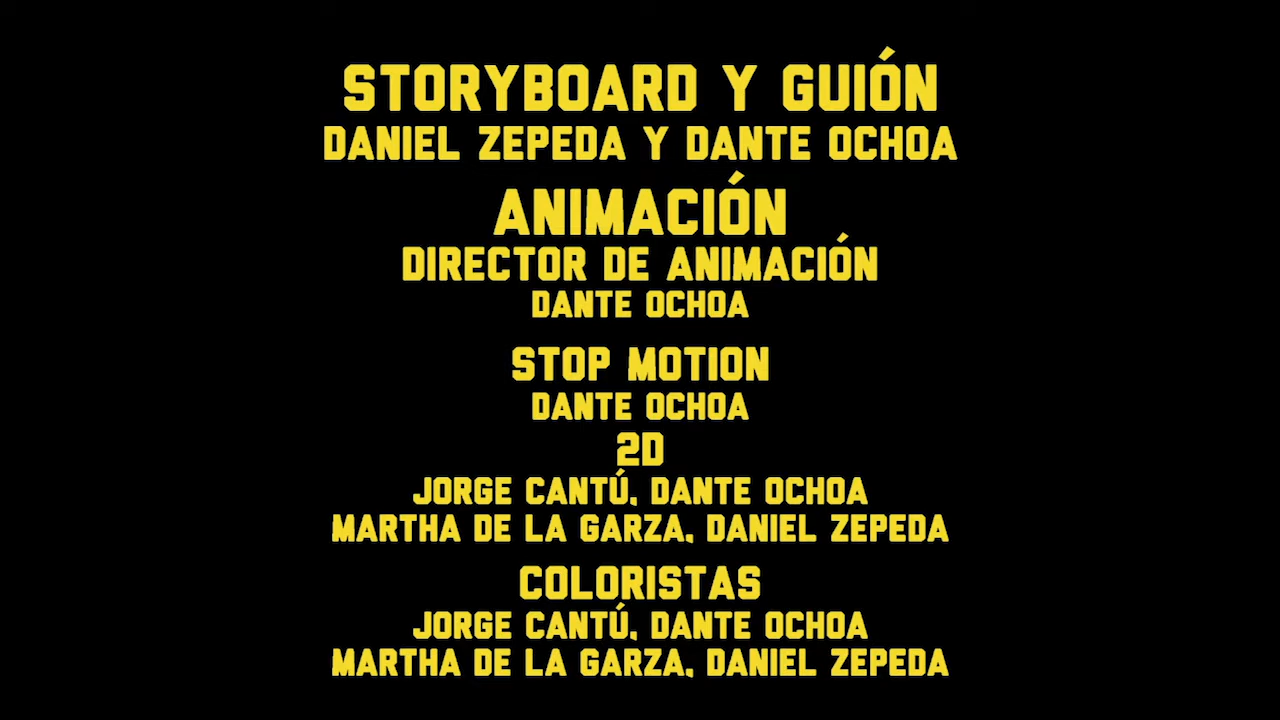 STORYBOARD Y GUIÓN
DANIEL ZEPEDA Y DANTE OCHOA
ANIMACIÓN
DIRECTOR DE ANIMACIÓN
DANTE OCHOA
STOP MOTION
DANTE OCHOA
2D
JORGE CANTÚ, DANTE OCHOA
MARTHA DE LA GARZA, DANIEL ZEPEDA
COLORISTAS
JORGE CANTÚ, DANTE OCHOA
MARTHA DE LA GARZA, DANIEL ZEPEDA